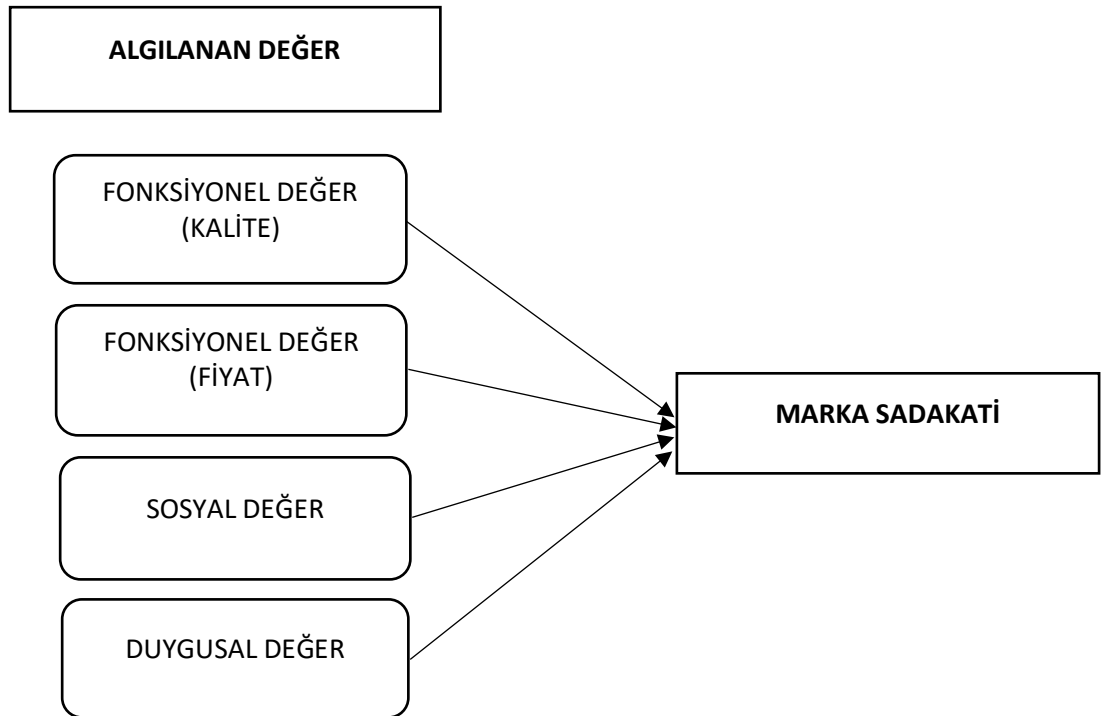 ALGILANAN DEĞER
FONKSİYONEL DEĞER
(KALİTE)
FONKSİYONEL DEĞER
(FİYAT)
MARKA SADAKATİ
SOSYAL DEĞER
DUYGUSAL DEĞER